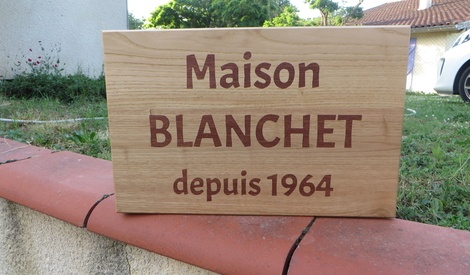 Maison
BLANCHET
depuis 1964